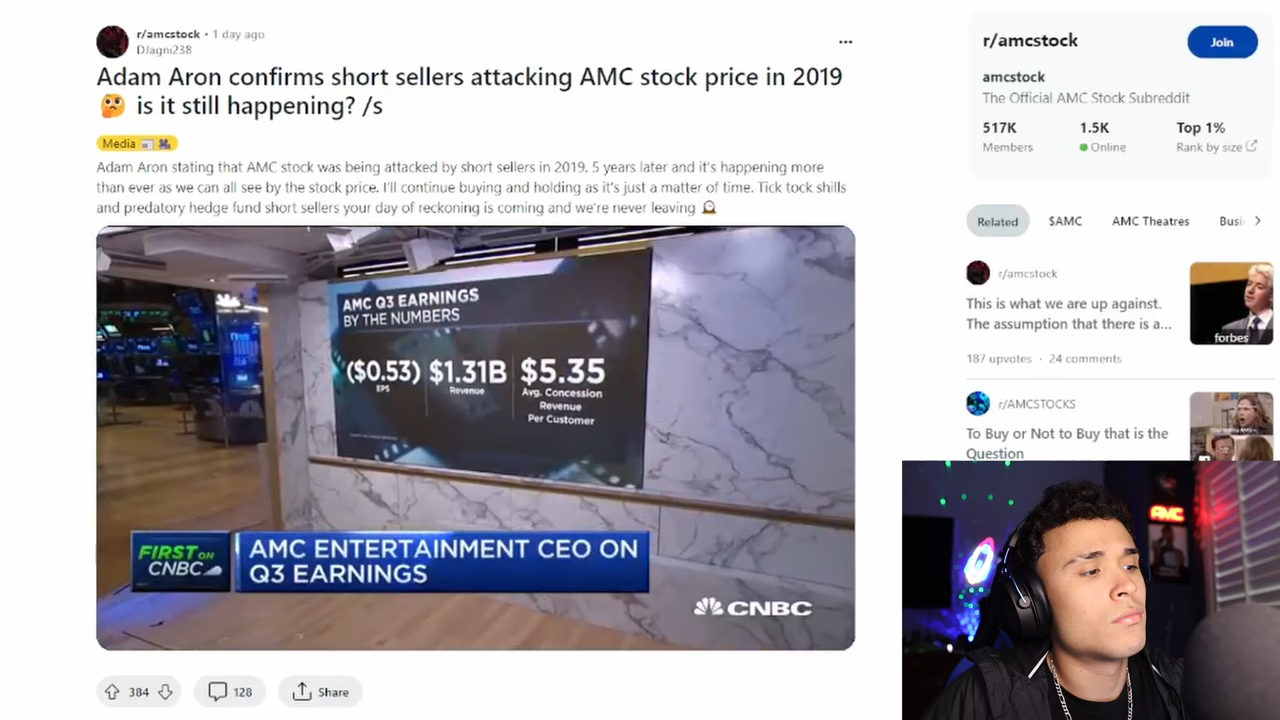 r/amcstock • 1 day ago
D/agni238
Adam Aron confirms short sellers attacking AMC stock price in 2019
🤔 is it still happening? /s
Media
Adam Aron stating that AMC stock was being attacked by short sellers in 2019. 5 years later and it's happening more
than ever as we can all see by the stock price. I'll continue buying and holding as it's just a matter of time. Tick tock shills
and predatory hedge fund short sellers your day of reckoning is coming and we're never leaving 🕰️
AMC Q3 EARNINGS
BY THE NUMBERS
($0.53)
EPS
$1.31B
Revenue
$5.35
Avg. Concession
Revenue
Per Customer
FIRST ON
CNBC
AMC ENTERTAINMENT CEO ON
Q3 EARNINGS
CNBC
384
128
Share
r/amcstock
Join
amcstock
The Official AMC Stock Subreddit
517K
Members
1.5K
Online
Top 1%
Rank by size
Related
$AMC
AMC Theatres
Busi
r/amcstock
This is what we are up against.
The assumption that there is a...
forbes
187 upvotes · 24 comments
r/AMCSTOCKS
To Buy or Not to Buy that is the
Question
AMC